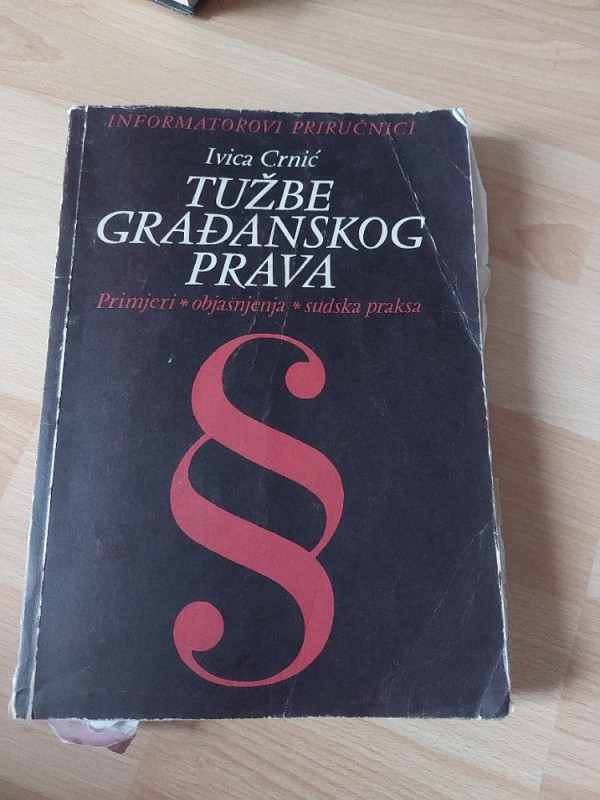 INFORMATOROVI PRIRUČNICI
Ivica Crnić
TUŽBE
GRAĐANSKOG
PRAVA
Primjeri * objašnjenja * sudska praksa
§